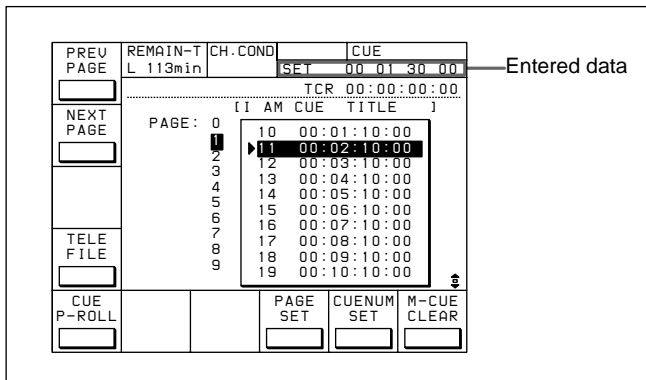 PREV PAGE
REMAIN-T
CH.COND
CUE
L 113min
SET 00 01 30 00
Entered data
TCR 00:00:00:00
[I AM CUE TITLE ]
NEXT PAGE
PAGE: 0
1
2
3
4
5
6
7
8
9
10 00:01:10:00
11 00:02:10:00
12 00:03:10:00
13 00:04:10:00
14 00:05:10:00
15 00:06:10:00
16 00:07:10:00
17 00:08:10:00
18 00:09:10:00
19 00:10:10:00
TELE FILE
CUE P-ROLL
PAGE SET
CUENUM SET
M-CUE CLEAR